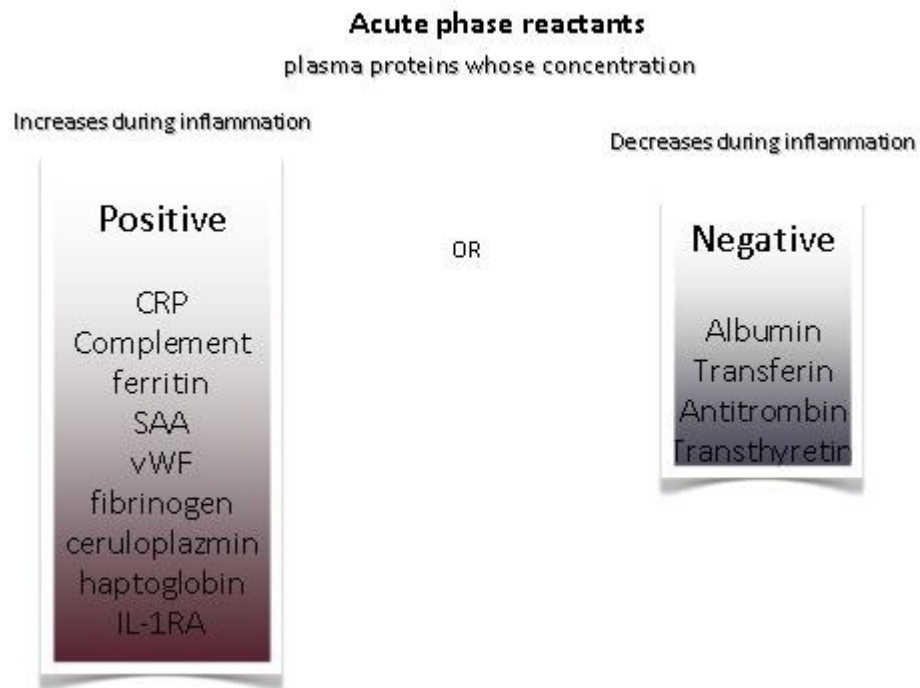 Acute phase reactants
plasma proteins whose concentration
Increases during inflammation
Decreases during inflammation
Positive
CRP
Complement
ferritin
SAA
vWF
fibrinogen
ceruloplazmin
haptoglobin
IL-1RA
OR
Negative
Albumin
Transferin
Antitrombin
Transthyretin